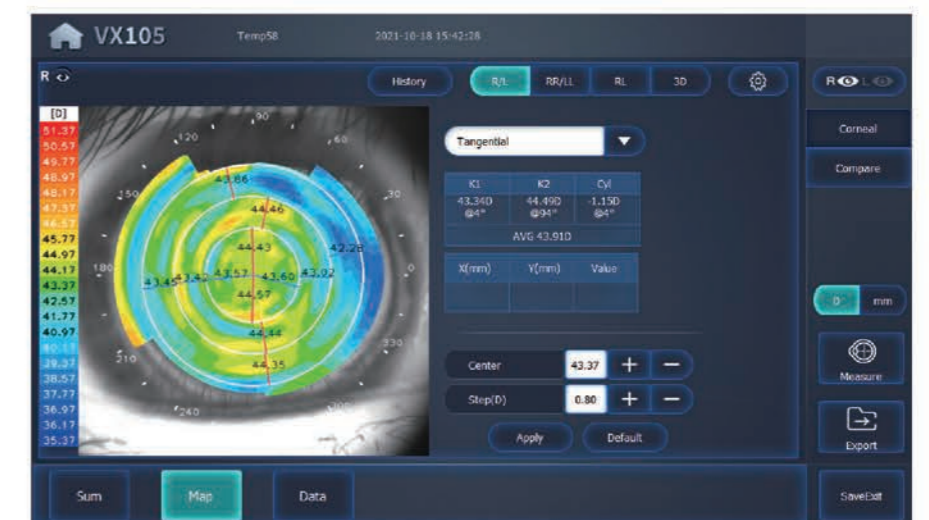 VX105 Temp58 2021-10-18 15:42:28
R History R/L RR/LL RL 3D R L
[D]
51.37
50.57
49.77
48.97
48.17
47.37
46.57
45.77
44.97
44.17
43.37
42.57
41.77
40.97
40.17
39.37
38.57
37.77
36.97
36.17
35.37
90
120 60
150 30
180 0
210 330
240 300
43.86
44.46
44.43 42.28
43.45 43.42 43.57 43.60 43.02
44.57
44.44
44.35
Tangential
K1 K2 Cyl
43.34D 44.49D -1.15D
@4° @94° @4°
AVG 43.91D
X(mm) Y(mm) Value
Center 43.37 + −
Step(D) 0.80 + −
Apply Default
Corneal
Compare
D mm
Measure
Export
Sum Map Data SaveExit